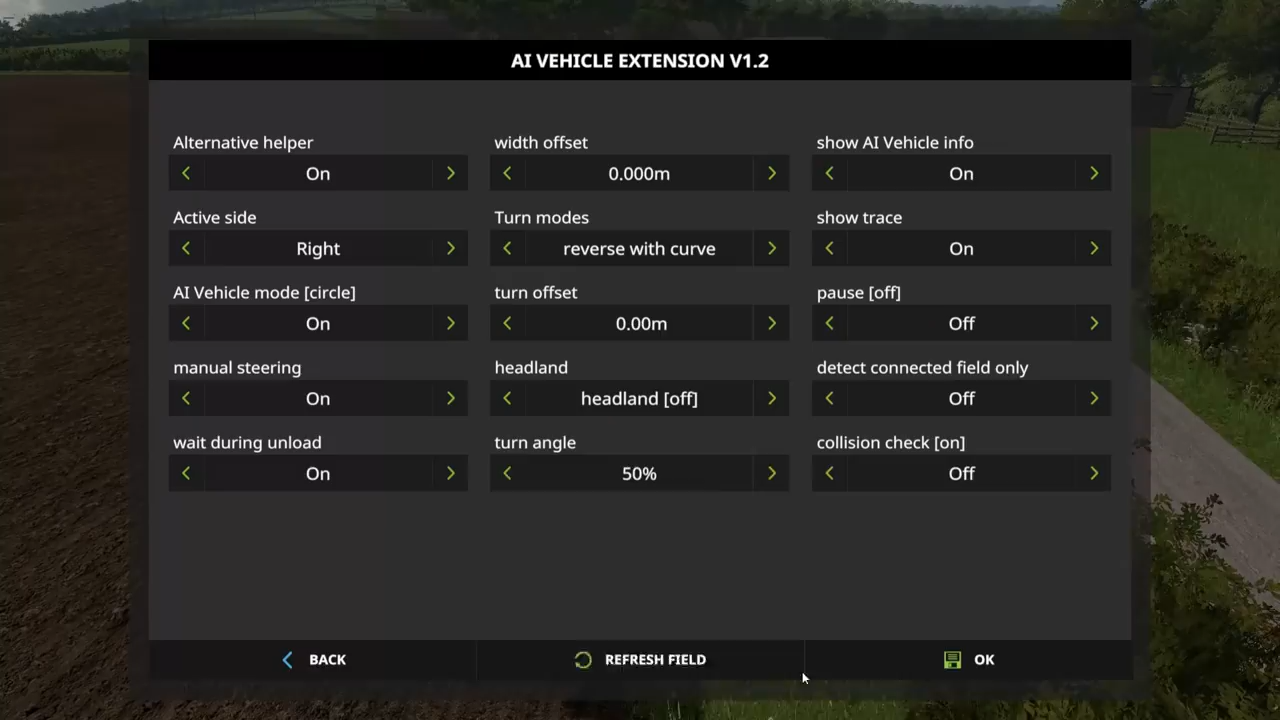 AI VEHICLE EXTENSION V1.2
Alternative helper
On
width offset
0.000m
show AI Vehicle info
On
Active side
Right
Turn modes
reverse with curve
show trace
On
AI Vehicle mode [circle]
On
turn offset
0.00m
pause [off]
Off
manual steering
On
headland
headland [off]
detect connected field only
Off
wait during unload
On
turn angle
50%
collision check [on]
Off
BACK
REFRESH FIELD
OK